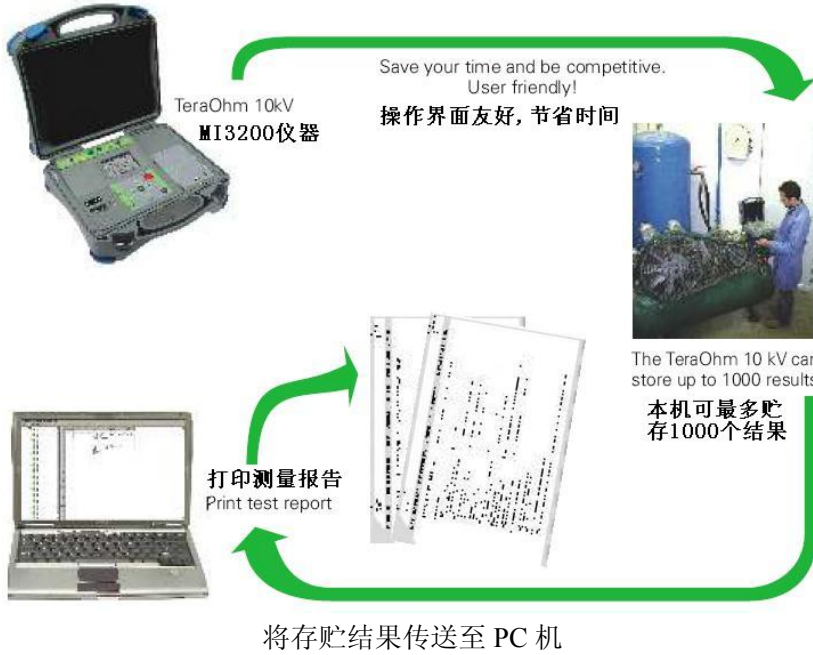 Save your time and be competitive.
User friendly!
操作界面友好, 节省时间
TeraOhm 10kV
MI3200仪器
The TeraOhm 10 kV can
store up to 1000 results
本机可最多贮
存1000个结果
打印测量报告
Print test report
将存贮结果传送至 PC 机